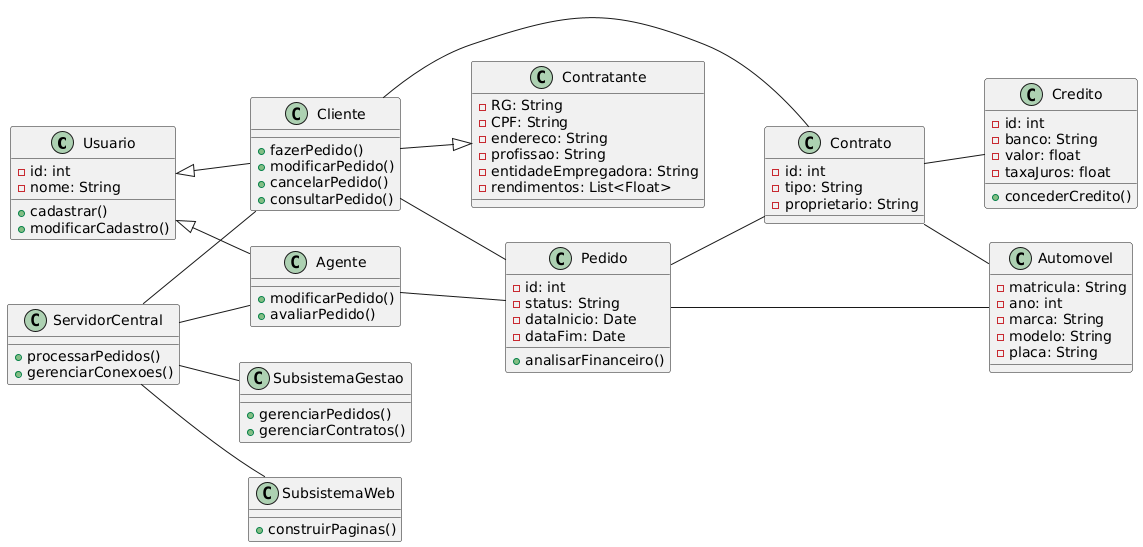 C Usuario
id: int
nome: String
cadastrar()
modificarCadastro()
C ServidorCentral
processarPedidos()
gerenciarConexoes()
C Cliente
fazerPedido()
modificarPedido()
cancelarPedido()
consultarPedido()
C Agente
modificarPedido()
avaliarPedido()
C SubsistemaGestao
gerenciarPedidos()
gerenciarContratos()
C SubsistemaWeb
construirPaginas()
C Contratante
RG: String
CPF: String
endereco: String
profissao: String
entidadeEmpregadora: String
rendimentos: List<Float>
C Pedido
id: int
status: String
dataInicio: Date
dataFim: Date
analisarFinanceiro()
C Contrato
id: int
tipo: String
proprietario: String
C Credito
id: int
banco: String
valor: float
taxaJuros: float
concederCredito()
C Automovel
matricula: String
ano: int
marca: String
modelo: String
placa: String